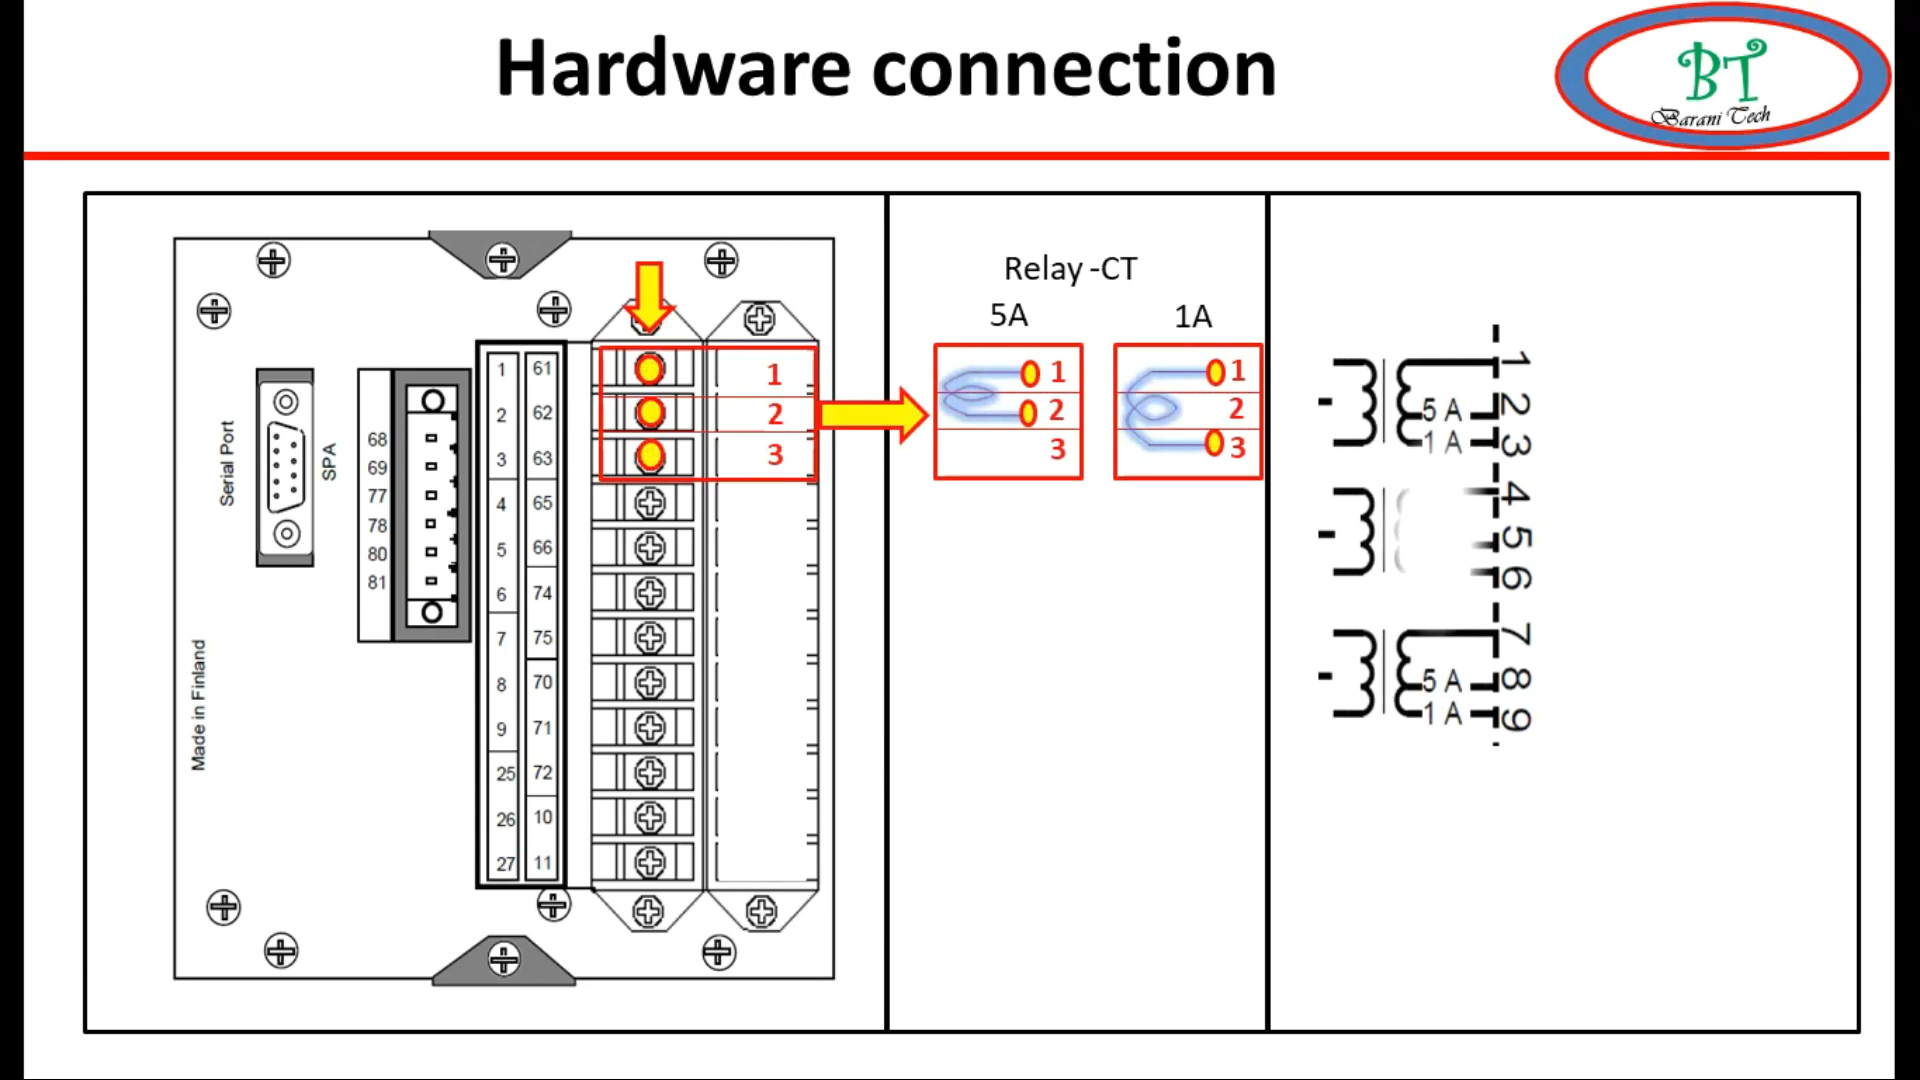 Hardware connection
BT
Barani Tech
Relay -CT
5A
1A
Serial Port
SPA
Made in Finland
68
69
77
78
80
81
1 61
2 62
3 63
4 65
5 66
6 74
7 75
8 70
9 71
25 72
26 10
27 11
1
2
3
1
2
3
1
2
3
1
5 A 2
1 A 3
4
5
6
7
5 A 8
1 A 9